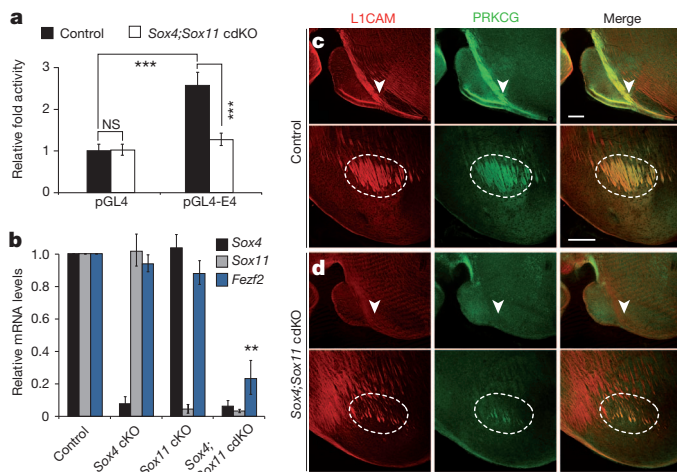 a
Control
Sox4;Sox11 cdKO
Relative fold activity
3
2
1
0
NS
***
***
pGL4
pGL4-E4
b
Relative mRNA levels
1.0
0.8
0.6
0.4
0.2
0
Sox4
Sox11
Fezf2
**
Control
Sox4 cKO
Sox11 cKO
Sox4;
Sox11 cdKO
L1CAM
PRKCG
Merge
c
Control
d
Sox4;Sox11 cdKO